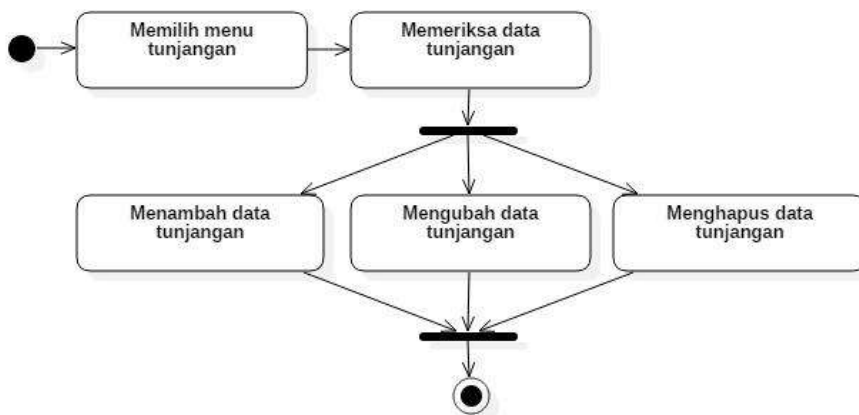 Memilih menu
tunjangan
Memeriksa data
tunjangan
Menambah data
tunjangan
Mengubah data
tunjangan
Menghapus data
tunjangan